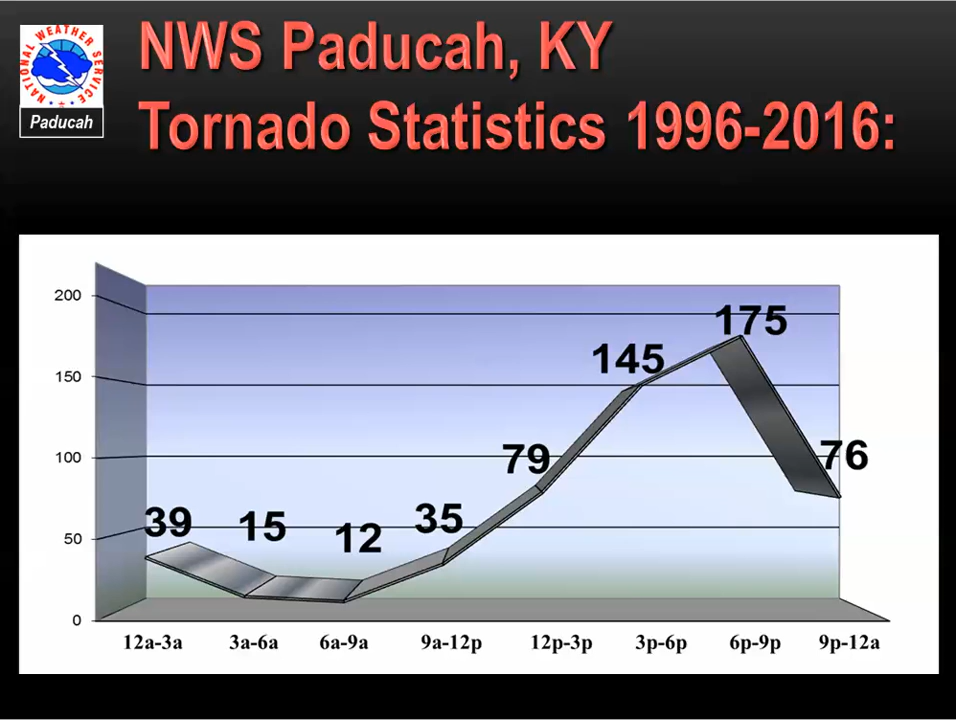 NATIONAL WEATHER SERVICE
Paducah
NWS Paducah, KY
Tornado Statistics 1996-2016:
200
150
100
50
0
39
15
12
35
79
145
175
76
12a-3a 3a-6a 6a-9a 9a-12p 12p-3p 3p-6p 6p-9p 9p-12a